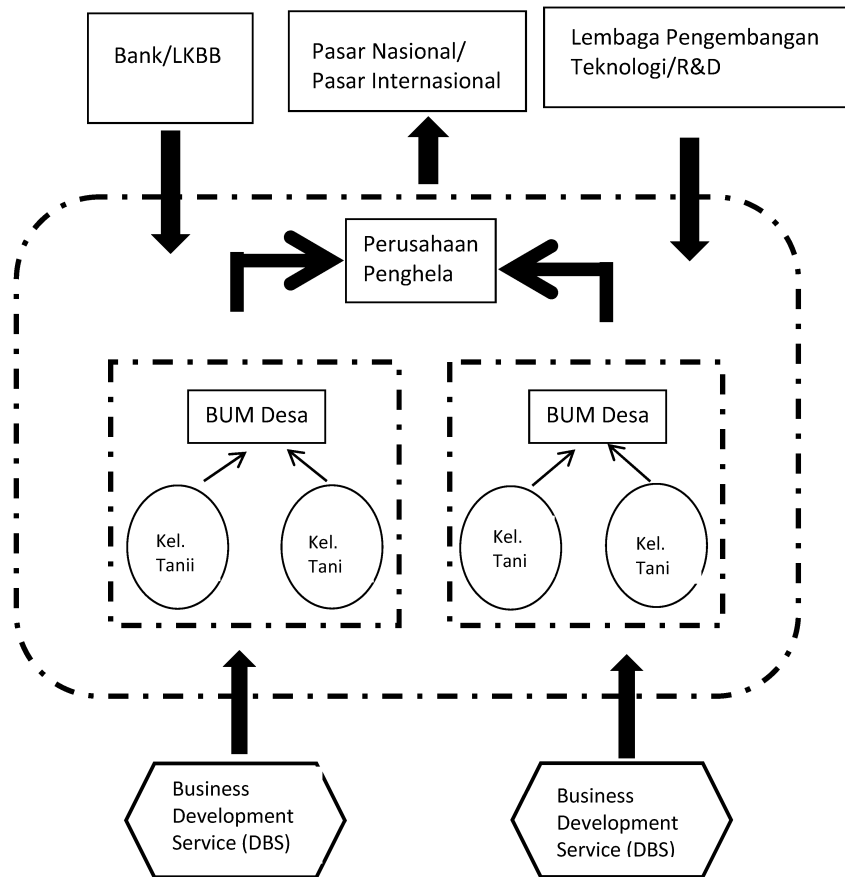 Bank/LKBB
Pasar Nasional/
Pasar Internasional
Lembaga Pengembangan
Teknologi/R&D
Perusahaan
Penghela
BUM Desa
BUM Desa
Kel.
Tanii
Kel.
Tani
Kel.
Tani
Kel.
Tani
Business
Development
Service (DBS)
Business
Development
Service (DBS)